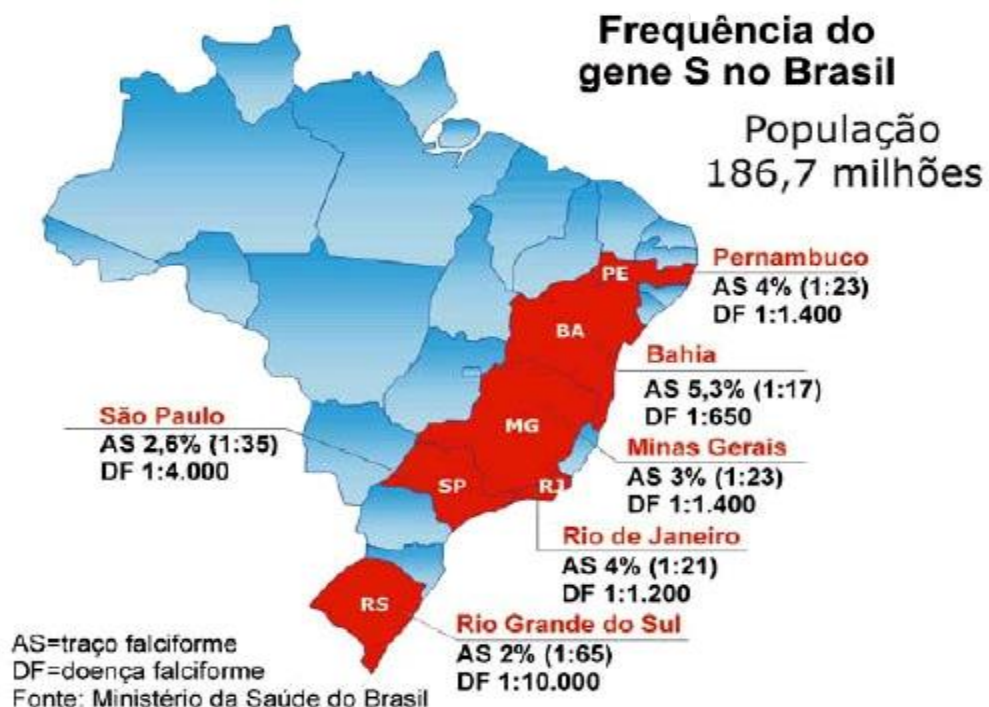 Frequência do
gene S no Brasil
População
186,7 milhões
PE
Pernambuco
AS 4% (1:23)
DF 1:1.400
BA
Bahia
AS 5,3% (1:17)
DF 1:650
MG
Minas Gerais
AS 3% (1:23)
DF 1:1.400
São Paulo
AS 2,6% (1:35)
DF 1:4.000
SP
RJ
Rio de Janeiro
AS 4% (1:21)
DF 1:1.200
RS
Rio Grande do Sul
AS 2% (1:65)
DF 1:10.000
AS=traço falciforme
DF=doença falciforme
Fonte: Ministério da Saúde do Brasil